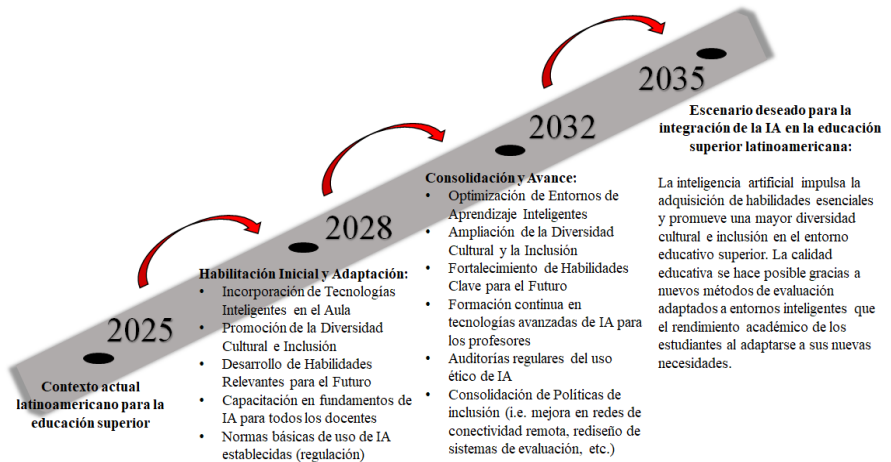 2025
Contexto actual
latinoamericano para la
educación superior
2028
Habilitación Inicial y Adaptación:
• Incorporación de Tecnologías
Inteligentes en el Aula
• Promoción de la Diversidad
Cultural e Inclusión
• Desarrollo de Habilidades
Relevantes para el Futuro
• Capacitación en fundamentos de
IA para todos los docentes
• Normas básicas de uso de IA
establecidas (regulación)
2032
Consolidación y Avance:
• Optimización de Entornos de
Aprendizaje Inteligentes
• Ampliación de la Diversidad
Cultural y la Inclusión
• Fortalecimiento de Habilidades
Clave para el Futuro
• Formación continua en
tecnologías avanzadas de IA para
los profesores
• Auditorías regulares del uso
ético de IA
• Consolidación de Políticas de
inclusión (i.e. mejora en redes de
conectividad remota, rediseño de
sistemas de evaluación, etc.)
2035
Escenario deseado para la
integración de la IA en la educación
superior latinoamericana:
La inteligencia artificial impulsa la
adquisición de habilidades esenciales
y promueve una mayor diversidad
cultural e inclusión en el entorno
educativo superior. La calidad
educativa se hace posible gracias a
nuevos métodos de evaluación
adaptados a entornos inteligentes que
el rendimiento académico de los
estudiantes al adaptarse a sus nuevas
necesidades.